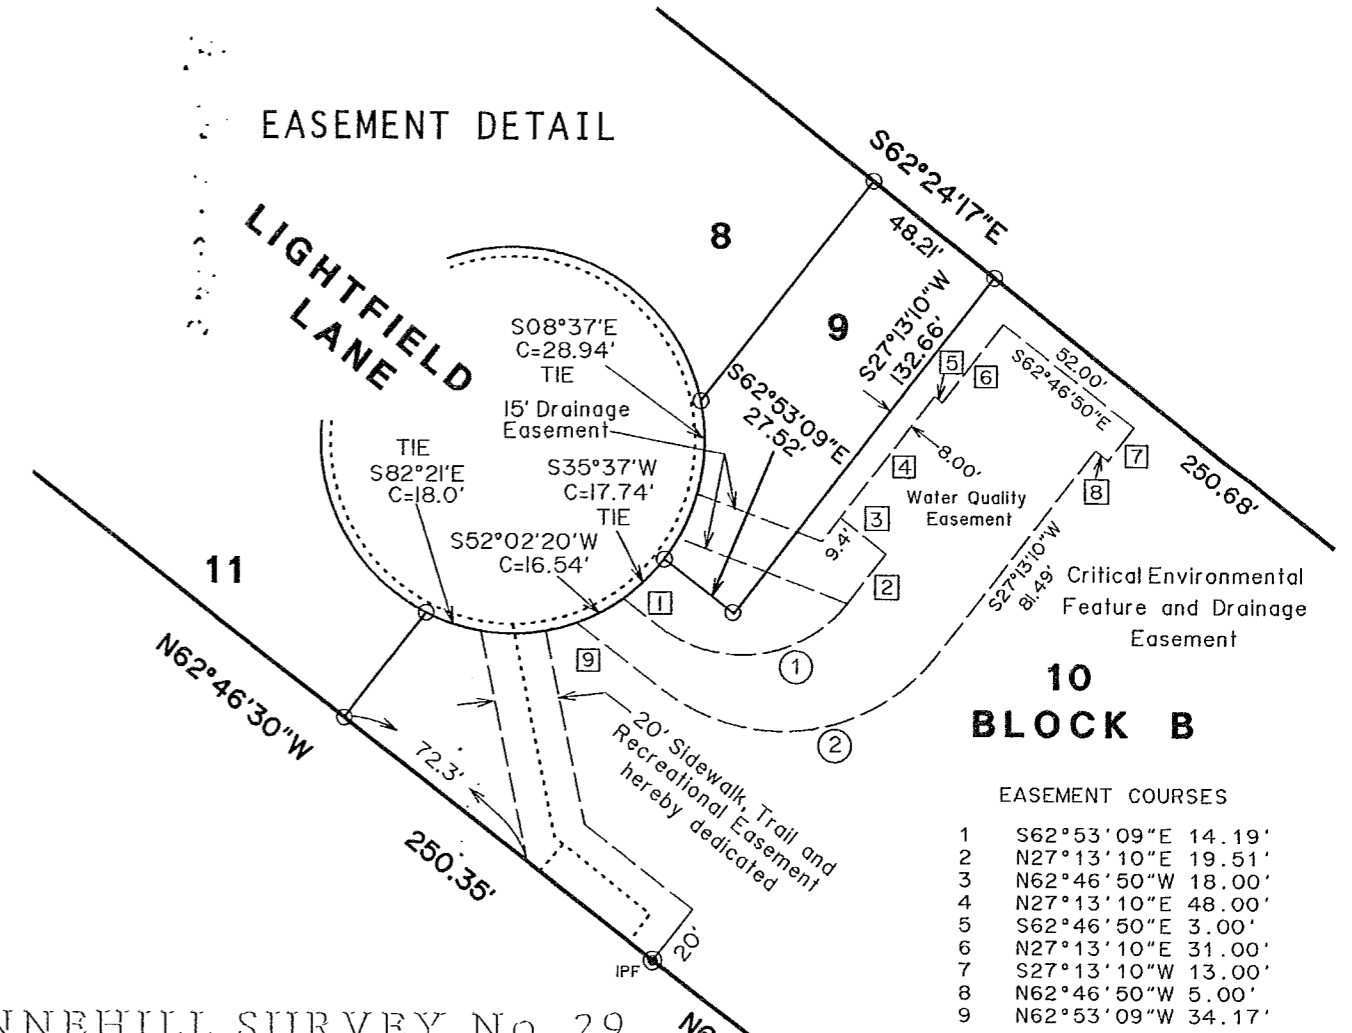 EASEMENT DETAIL
LIGHTFIELD
LANE
S62°24'17"E
8
48.21'
9
S27°13'10"W
132.66'
S08°37'E
C=28.94'
TIE
15' Drainage
Easement
S62°53'09"E
27.52'
5
6
52.00'
S62°46'50"E
7
8
250.68'
TIE
S82°21'E
C=18.0'
S35°37'W
C=17.74'
TIE
S52°02'20"W
C=16.54'
4
8.00'
Water Quality
Easement
3
9.4'
2
1
1
2
9
S27°13'10"W
81.49'
Critical Environmental
Feature and Drainage
Easement
10
BLOCK B
11
N62°46'30"W
72.3'
250.35'
20' Sidewalk, Trail and
Recreational Easement
hereby dedicated
20'
IPF
EASEMENT COURSES
1 S62°53'09"E 14.19'
2 N27°13'10"E 19.51'
3 N62°46'50"W 18.00'
4 N27°13'10"E 48.00'
5 S62°46'50"E 3.00'
6 N27°13'10"E 31.00'
7 S27°13'10"W 13.00'
8 N62°46'50"W 5.00'
9 N62°53'09"W 34.17'
NNEHILL SURVEY No. 29